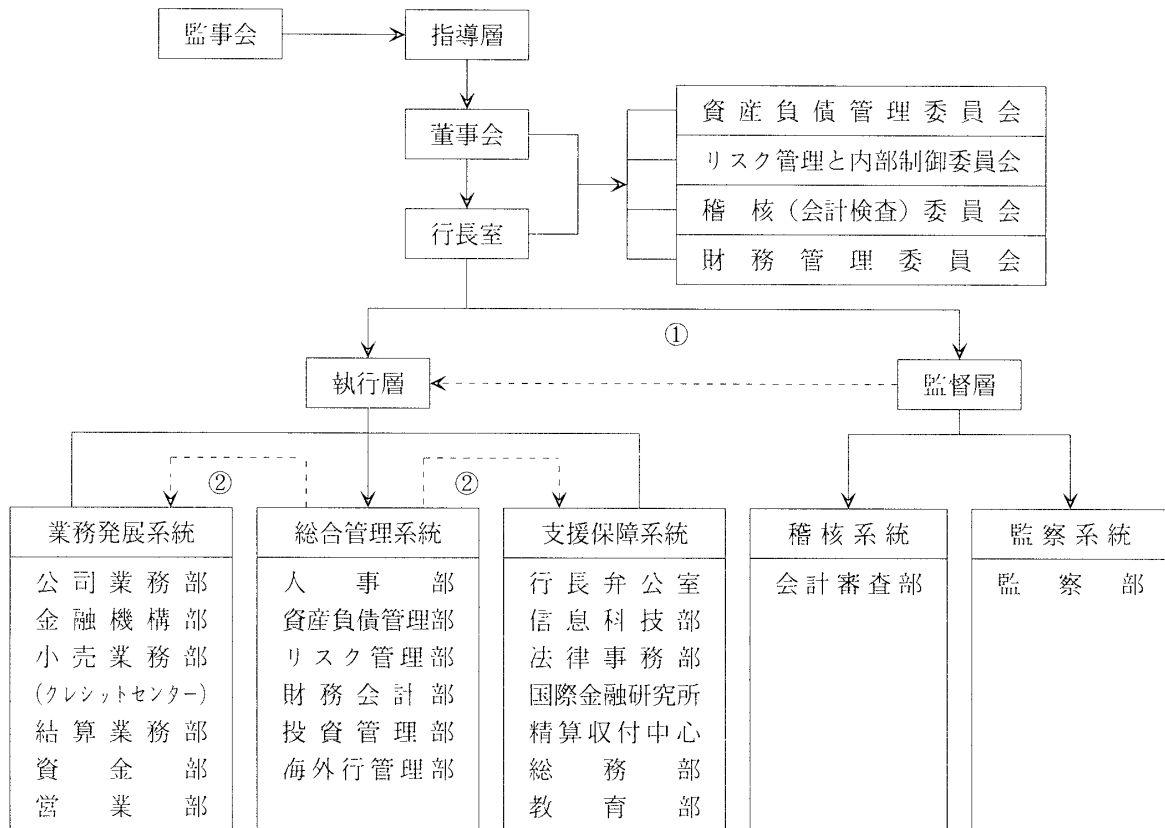 監事会
指導層
董事会
行長室
資産負債管理委員会
リスク管理と内部制御委員会
稽核(会計検査)委員会
財務管理委員会
①
執行層
監督層
②
②
業務発展系統
公司業務部
金融機構部
小売業務部
(クレシットセンター)
結算業務部
資金部
営業部
総合管理系統
人事部
資産負債管理部
リスク管理部
財務会計部
投資管理部
海外行管理部
支援保障系統
行長弁公室
信息科技部
法律事務部
国際金融研究所
精算収付中心
総務部
教育部
稽核系統
会計審査部
監察系統
監察部